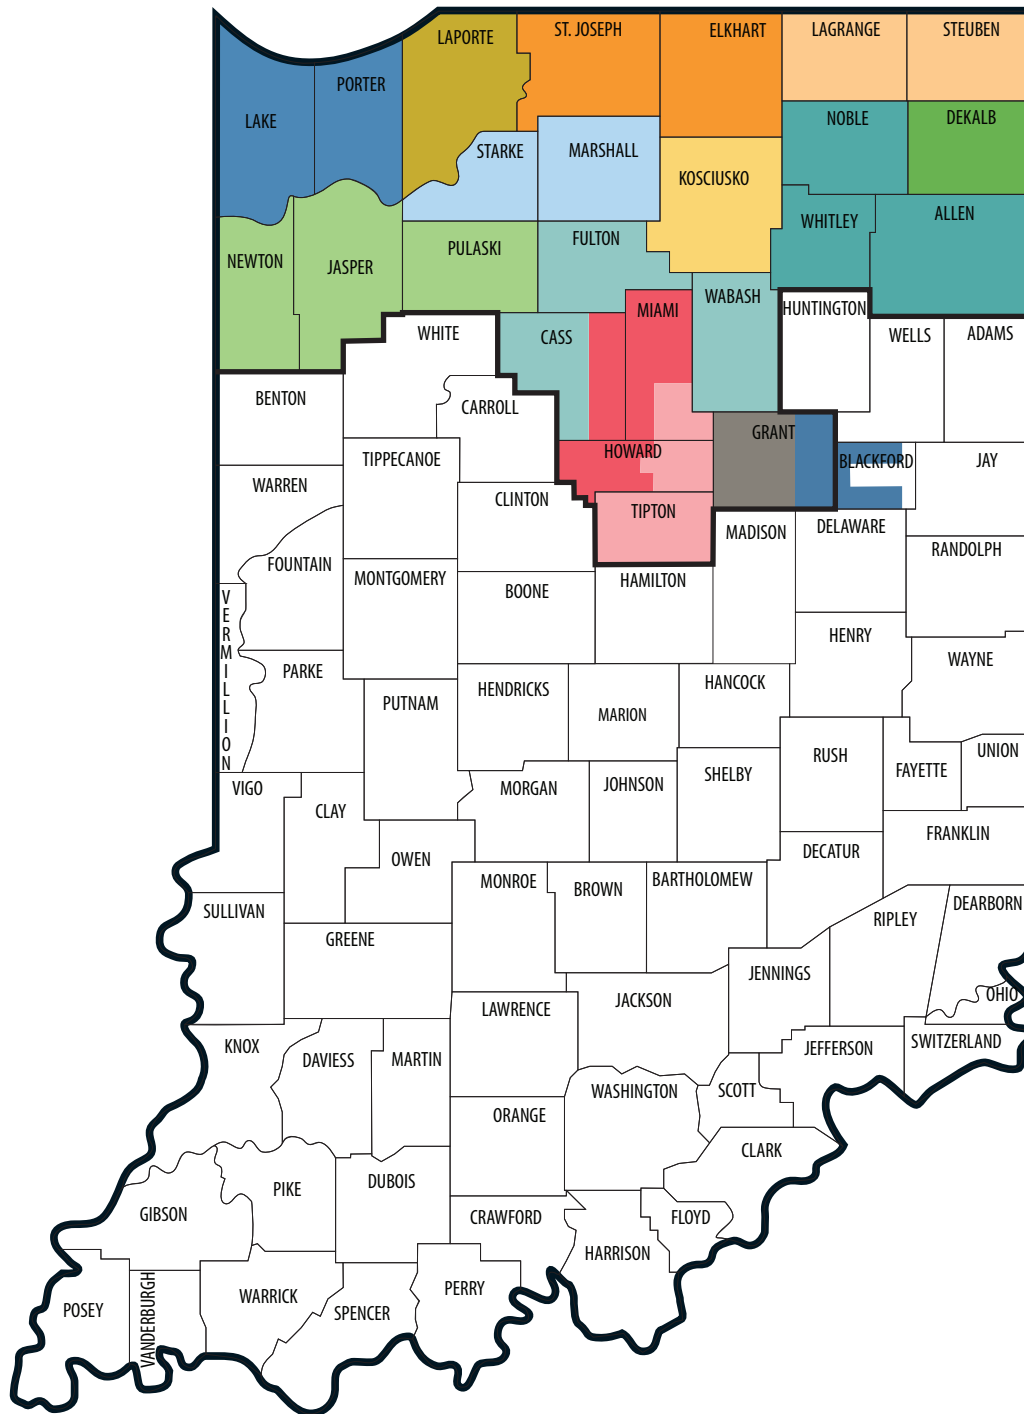 ST. JOSEPH
ELKHART
LAGRANGE
STEUBEN
LAPORTE
PORTER
LAKE
NOBLE
DEKALB
STARKE
MARSHALL
KOSCIUSKO
WHITLEY
ALLEN
FULTON
PULASKI
NEWTON
JASPER
WABASH
MIAMI
HUNTINGTON
WHITE
CASS
WELLS
ADAMS
BENTON
CARROLL
GRANT
HOWARD
TIPPECANOE
BLACKFORD
JAY
WARREN
CLINTON
TIPTON
MADISON
DELAWARE
RANDOLPH
FOUNTAIN
MONTGOMERY
BOONE
HAMILTON
VERMILLION
HENRY
WAYNE
PARKE
PUTNAM
HENDRICKS
MARION
HANCOCK
RUSH
UNION
FAYETTE
VIGO
CLAY
MORGAN
JOHNSON
SHELBY
FRANKLIN
OWEN
DECATUR
MONROE
BROWN
BARTHOLOMEW
SULLIVAN
GREENE
RIPLEY
DEARBORN
JENNINGS
OHIO
LAWRENCE
JACKSON
KNOX
DAVIESS
MARTIN
JEFFERSON
SWITZERLAND
WASHINGTON
SCOTT
ORANGE
CLARK
PIKE
DUBOIS
GIBSON
CRAWFORD
FLOYD
HARRISON
POSEY
VANDERBURGH
WARRICK
SPENCER
PERRY